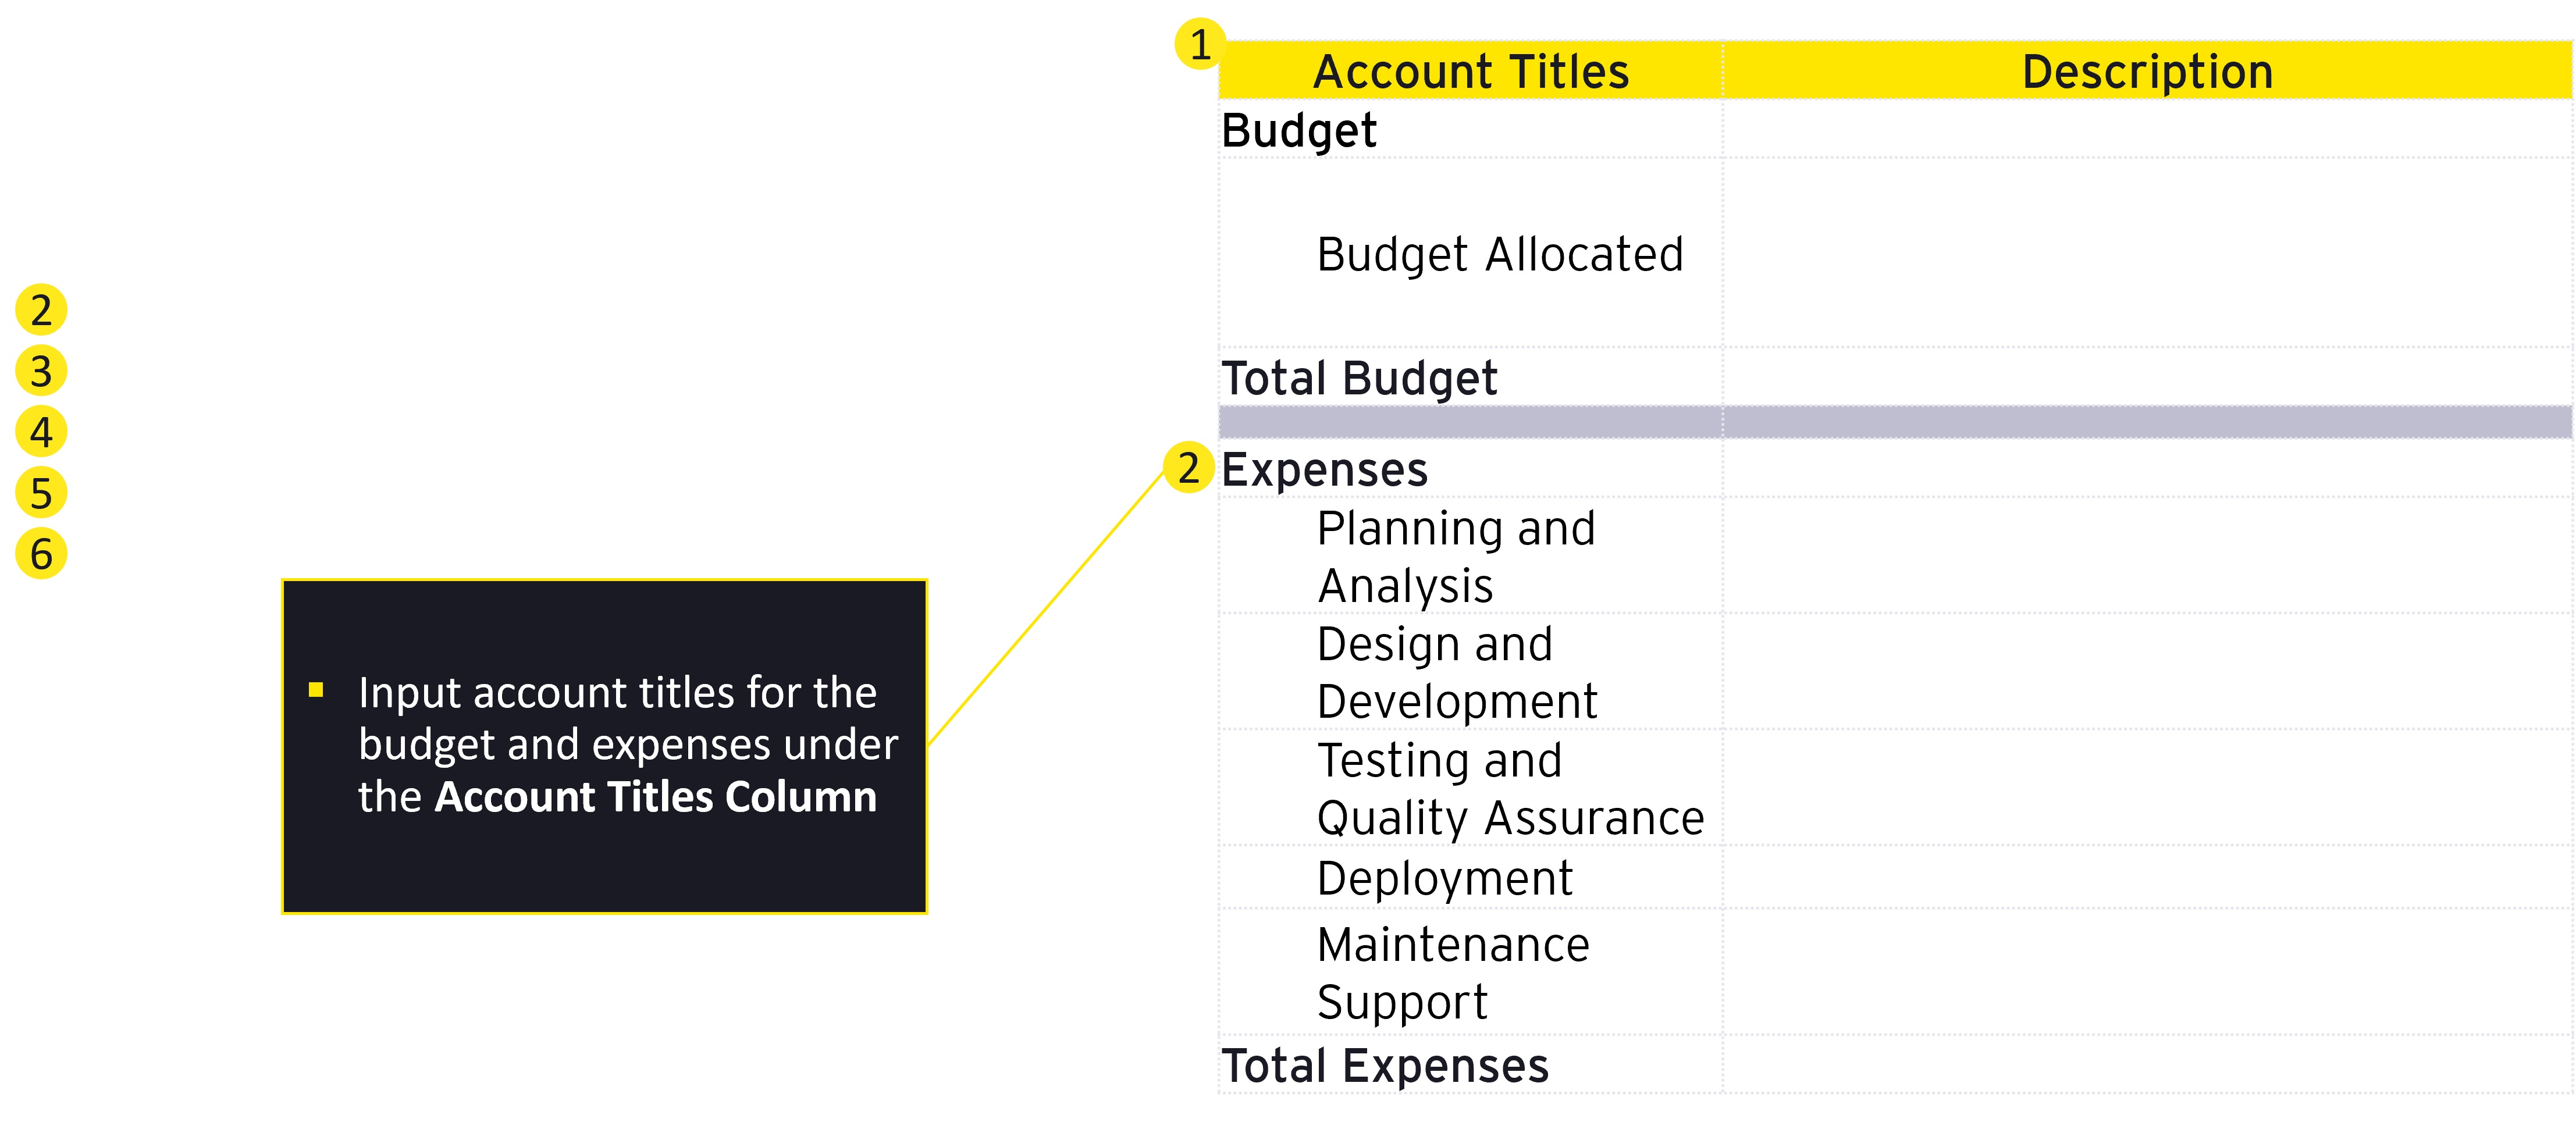 1
Account Titles Description
Budget
Budget Allocated
Total Budget
2 Expenses
Planning and
Analysis
Design and
Development
Testing and
Quality Assurance
Deployment
Maintenance
Support
Total Expenses
2
3
4
5
6
▪ Input account titles for the
budget and expenses under
the Account Titles Column